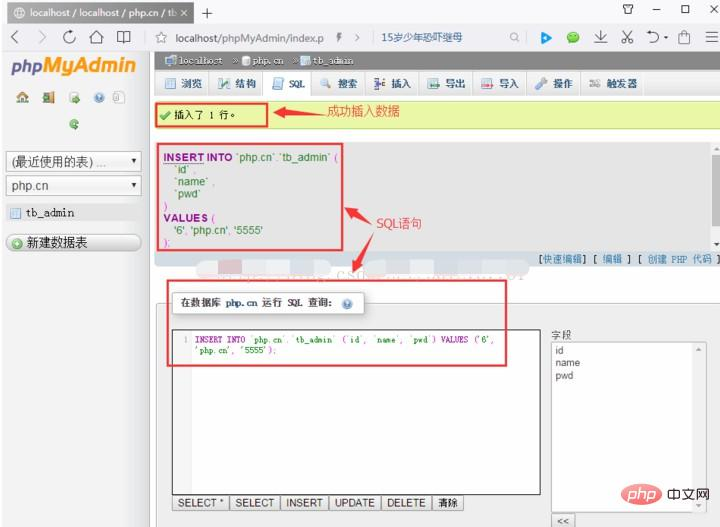 localhost / localhost / php.cn / tb
localhost/phpMyAdmin/index.p
15岁少年恐吓继母
phpMyAdmin
localhost » php.cn » tb_admin
浏览 结构 SQL 搜索 插入 导出 导入 操作 触发器
插入了 1 行。
成功插入数据
(最近使用的表) ...
php.cn
tb_admin
新建数据表
INSERT INTO `php.cn`.`tb_admin` (
`id` ,
`name` ,
`pwd`
)
VALUES (
'6', 'php.cn', '5555'
);
SQL语句
[快速编辑] [ 编辑 ] [ 创建 PHP 代码 ]
在数据库 php.cn 运行 SQL 查询:
1 INSERT INTO `php.cn`.`tb_admin` (`id`, `name`, `pwd`) VALUES ('6',
'php.cn', '5555');
字段
id
name
pwd
SELECT * SELECT INSERT UPDATE DELETE 清除
<<
php 中文网